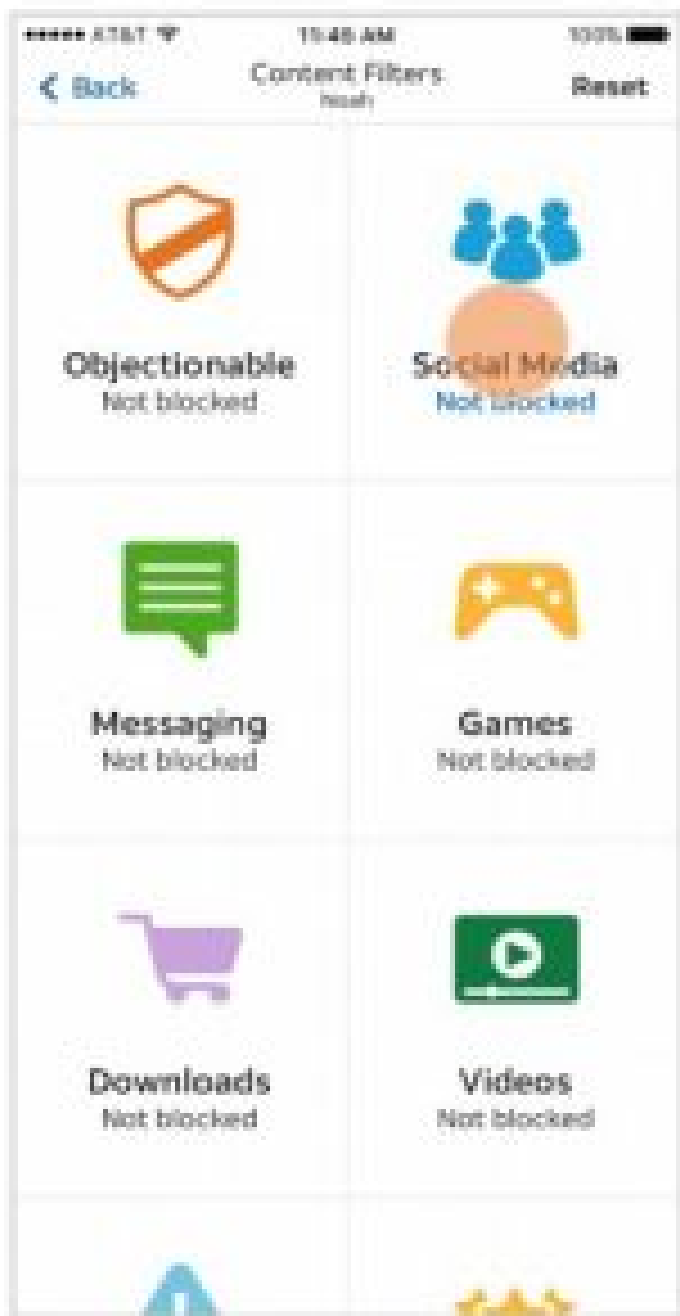 AT&T 11:46 AM 100%
Back Content Filters Reset
Noah
Objectionable Social Media
Not blocked Not blocked
Messaging Games
Not blocked Not blocked
Downloads Videos
Not blocked Not blocked